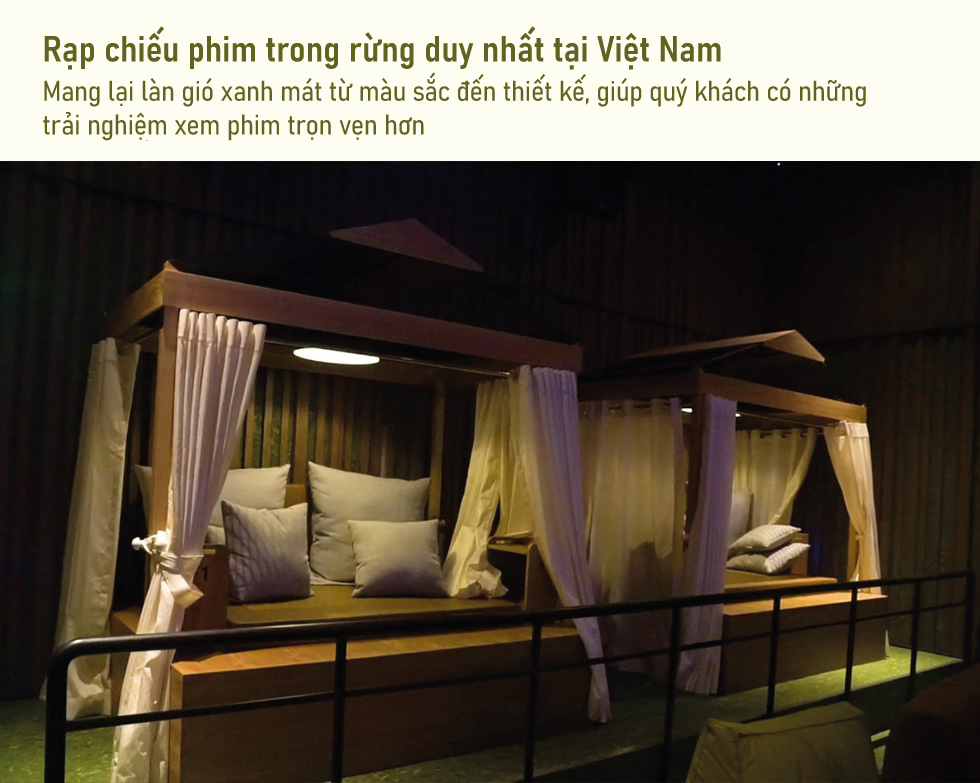 Rạp chiếu phim trong rừng duy nhất tại Việt Nam
Mang lại làn gió xanh mát từ màu sắc đến thiết kế, giúp quý khách có những
trải nghiệm xem phim trọn vẹn hơn
1